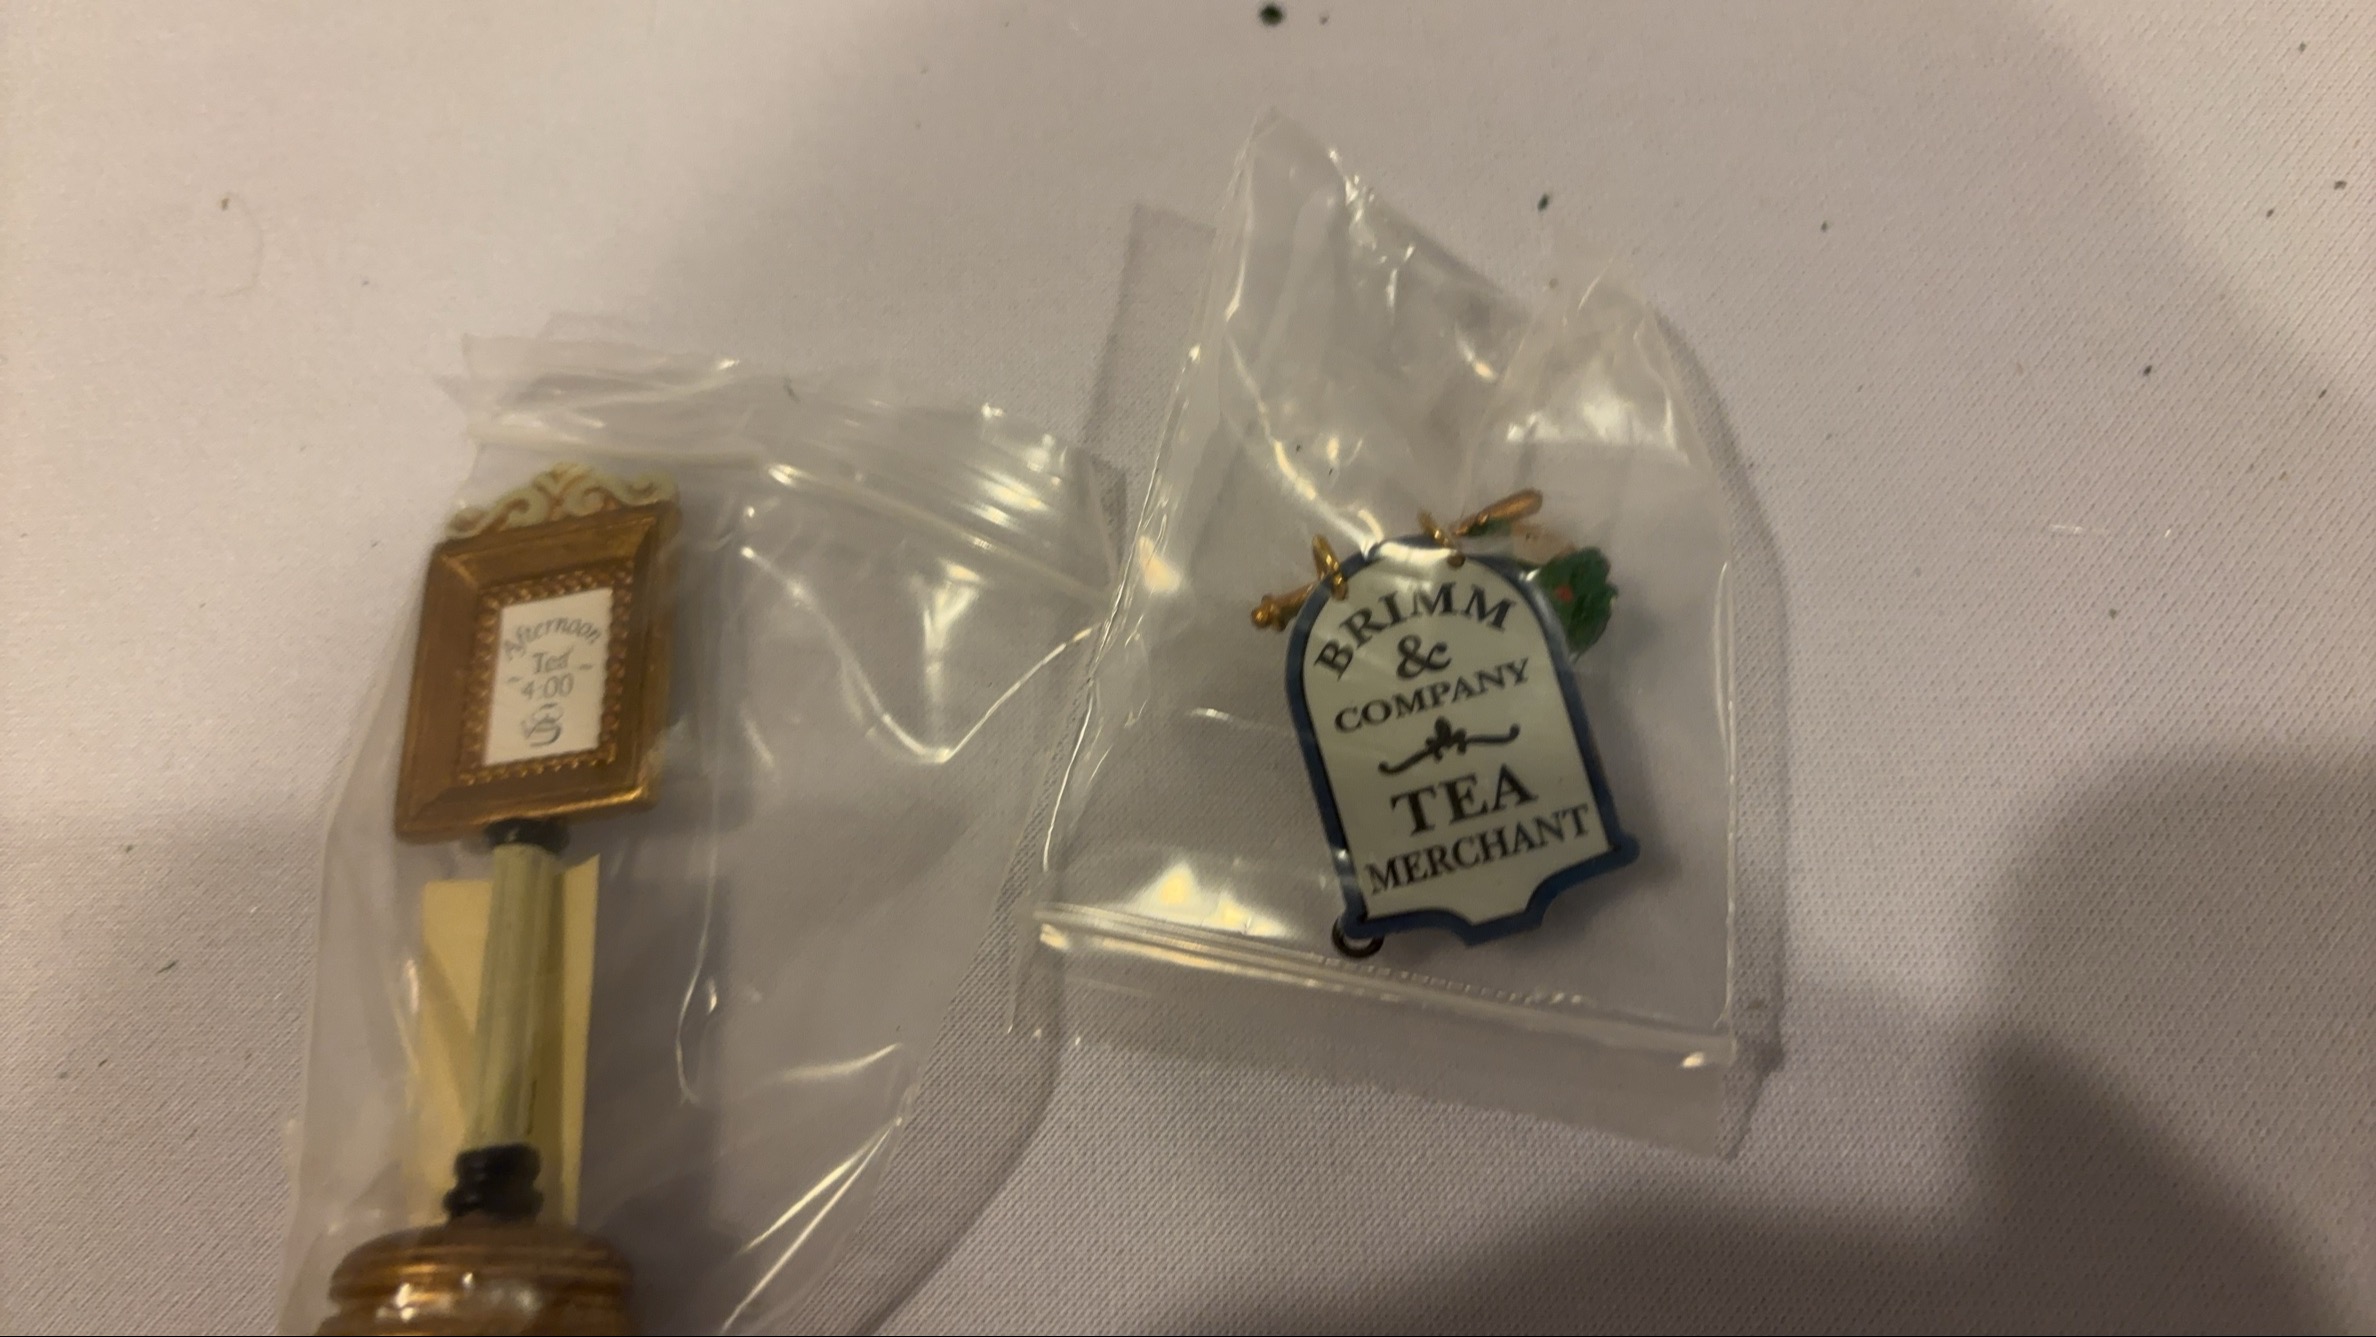 Afternoon
Tea
4:00
BRIMM
&
COMPANY
TEA
MERCHANT